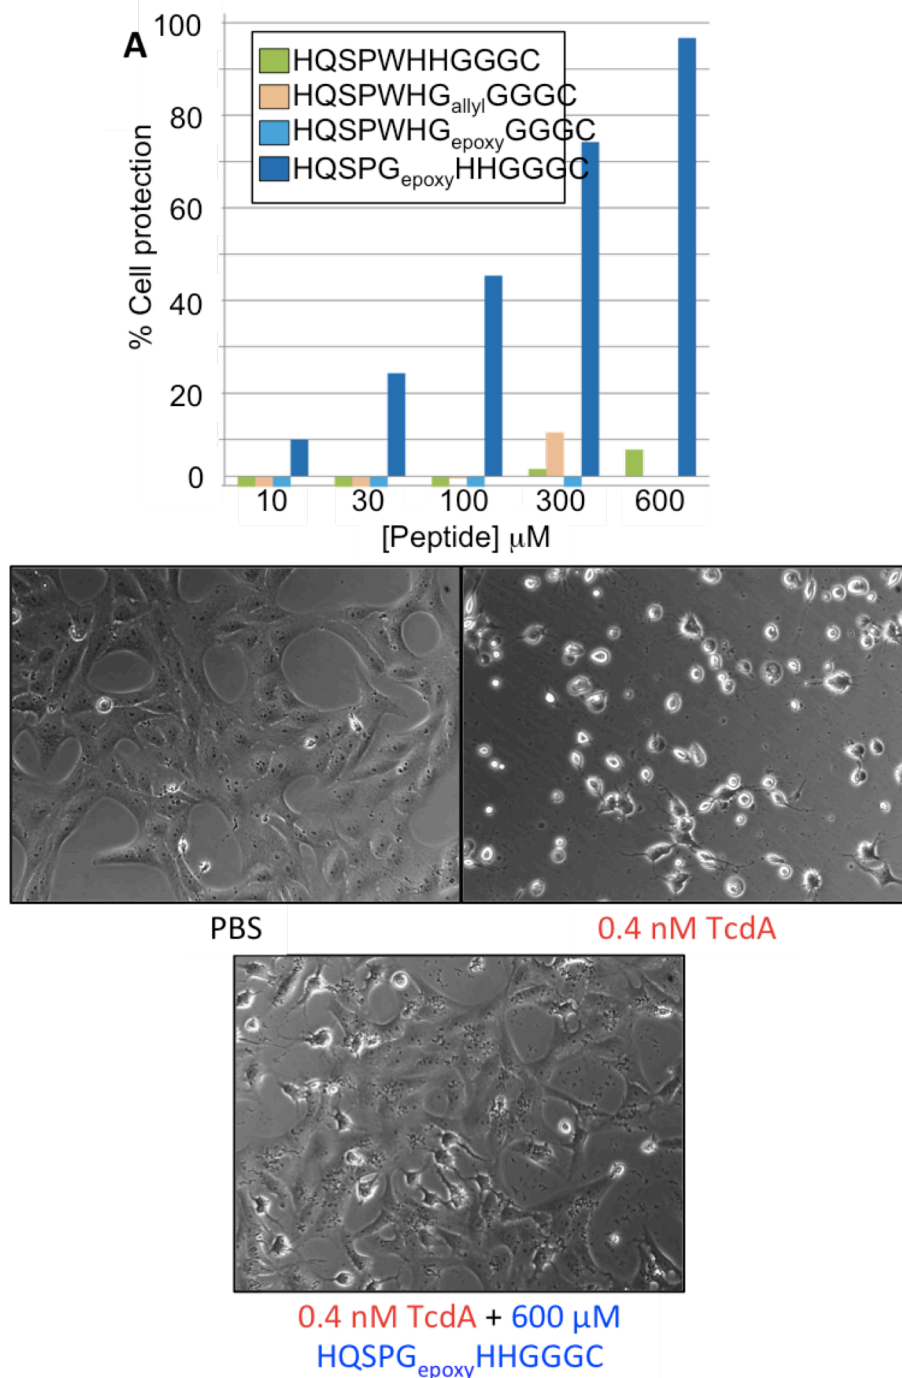 A
100
80
60
40
20
0
% Cell protection
HQSPWHHGGGC
HQSPWHGallylGGGC
HQSPWHGepoxyGGGC
HQSPGepoxyHHGGGC
10 30 100 300 600
[Peptide] μM
PBS
0.4 nM TcdA
0.4 nM TcdA + 600 μM
HQSPGepoxyHHGGGC